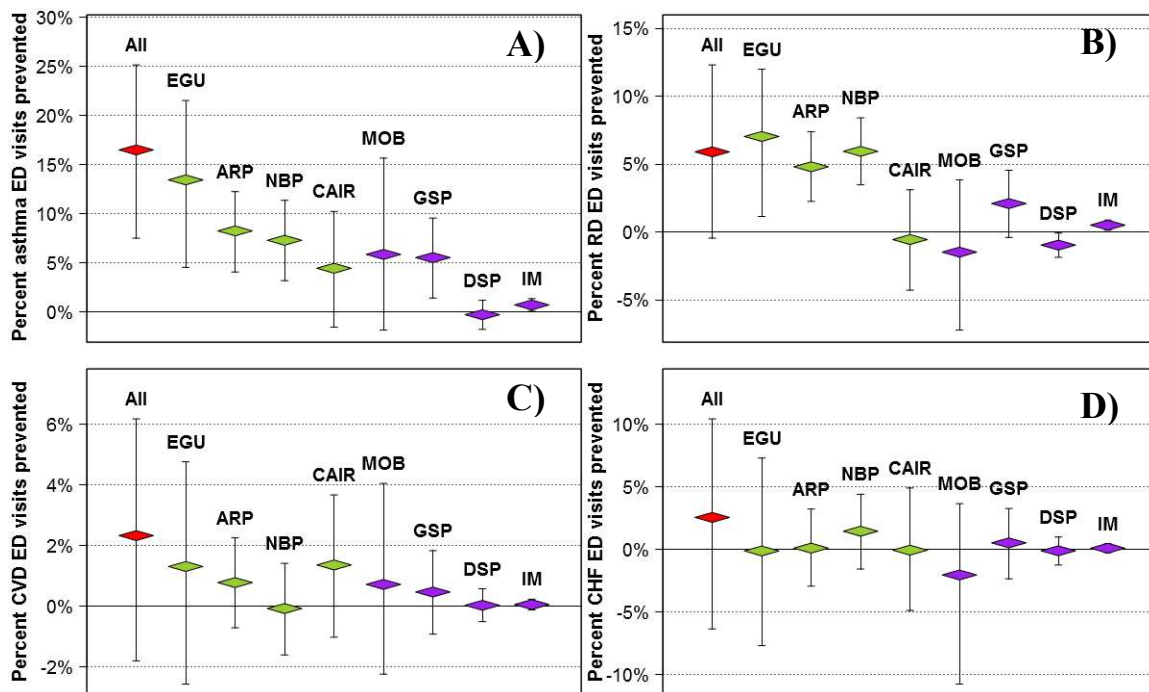 A)
Percent asthma ED visits prevented
30%
25%
20%
15%
10%
5%
0%
All
EGU
ARP
NBP
CAIR
MOB
GSP
DSP
IM
B)
Percent RD ED visits prevented
15%
10%
5%
0%
-5%
All
EGU
ARP
NBP
CAIR
MOB
GSP
DSP
IM
C)
Percent CVD ED visits prevented
6%
4%
2%
0%
-2%
All
EGU
ARP
NBP
CAIR
MOB
GSP
DSP
IM
D)
Percent CHF ED visits prevented
10%
5%
0%
-5%
-10%
All
EGU
ARP
NBP
CAIR
MOB
GSP
DSP
IM